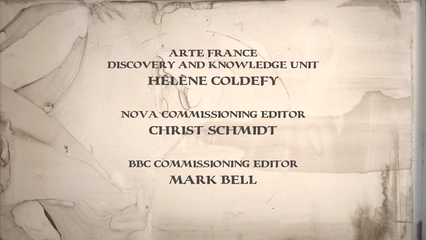 ARTE FRANCE
DISCOVERY AND KNOWLEDGE UNIT
HÉLÈNE COLDEFY
NOVA COMMISSIONING EDITOR
CHRIST SCHMIDT
BBC COMMISSIONING EDITOR
MARK BELL